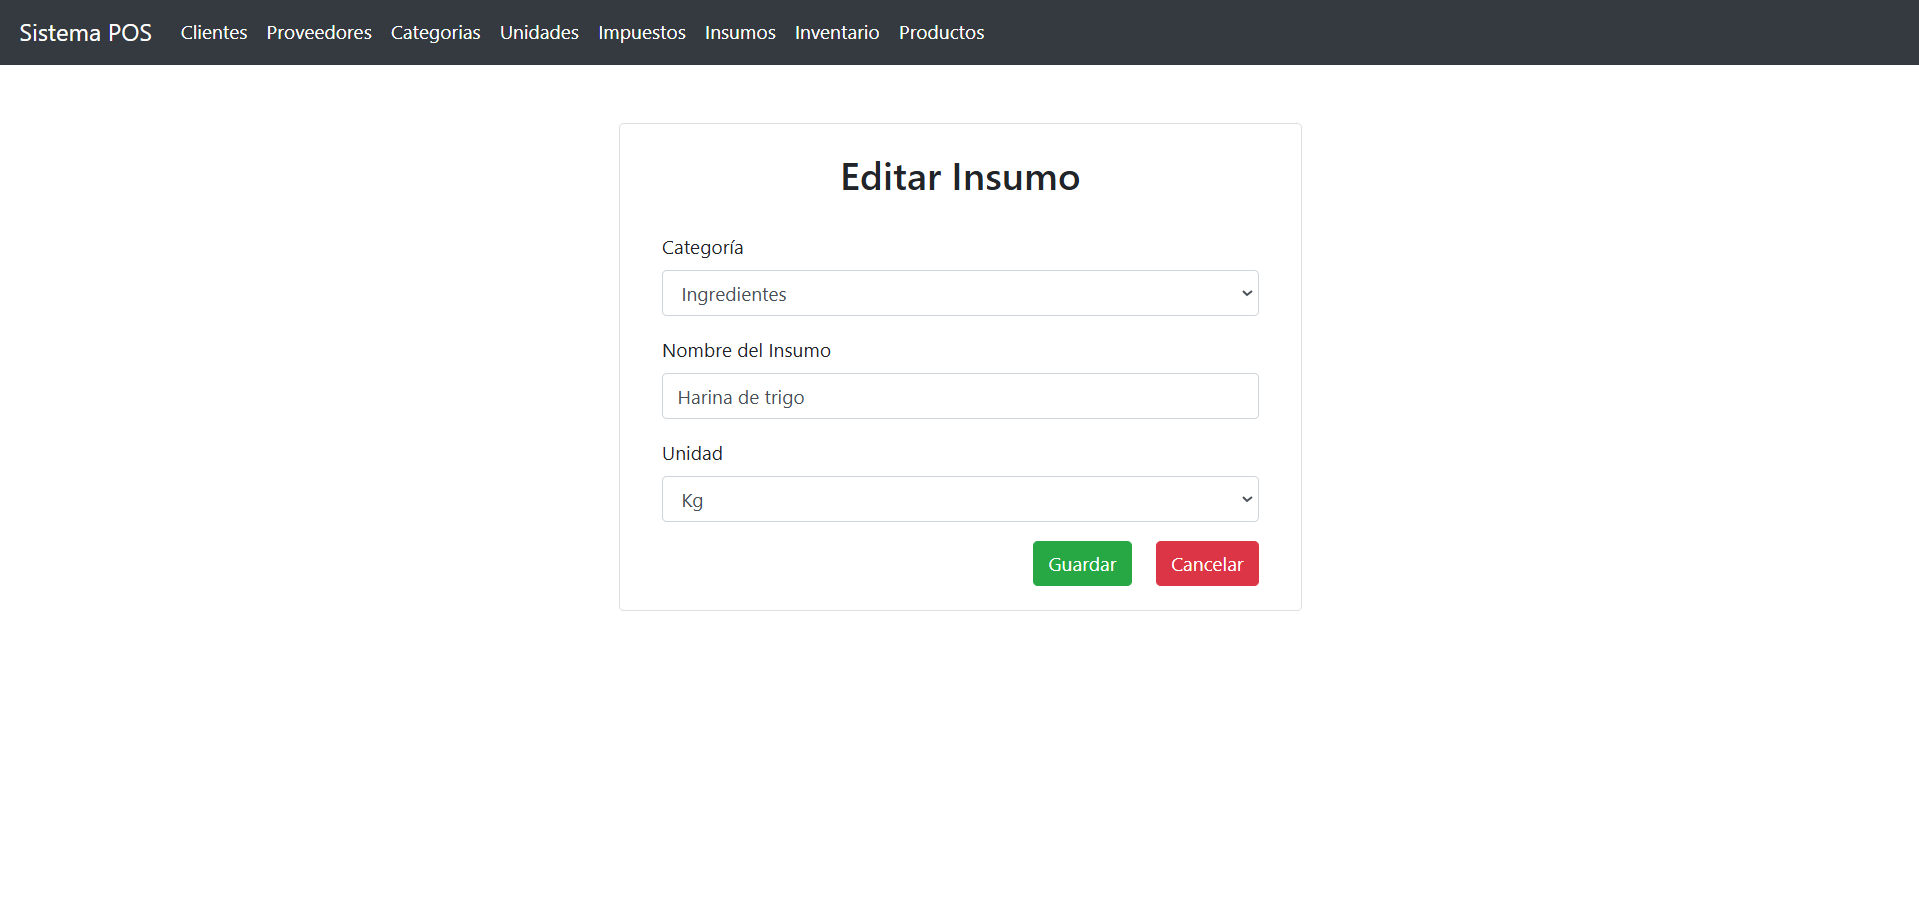 Sistema POS Clientes Proveedores Categorias Unidades Impuestos Insumos Inventario Productos
Editar Insumo
Categoría
Ingredientes
Nombre del Insumo
Harina de trigo
Unidad
Kg
Guardar Cancelar